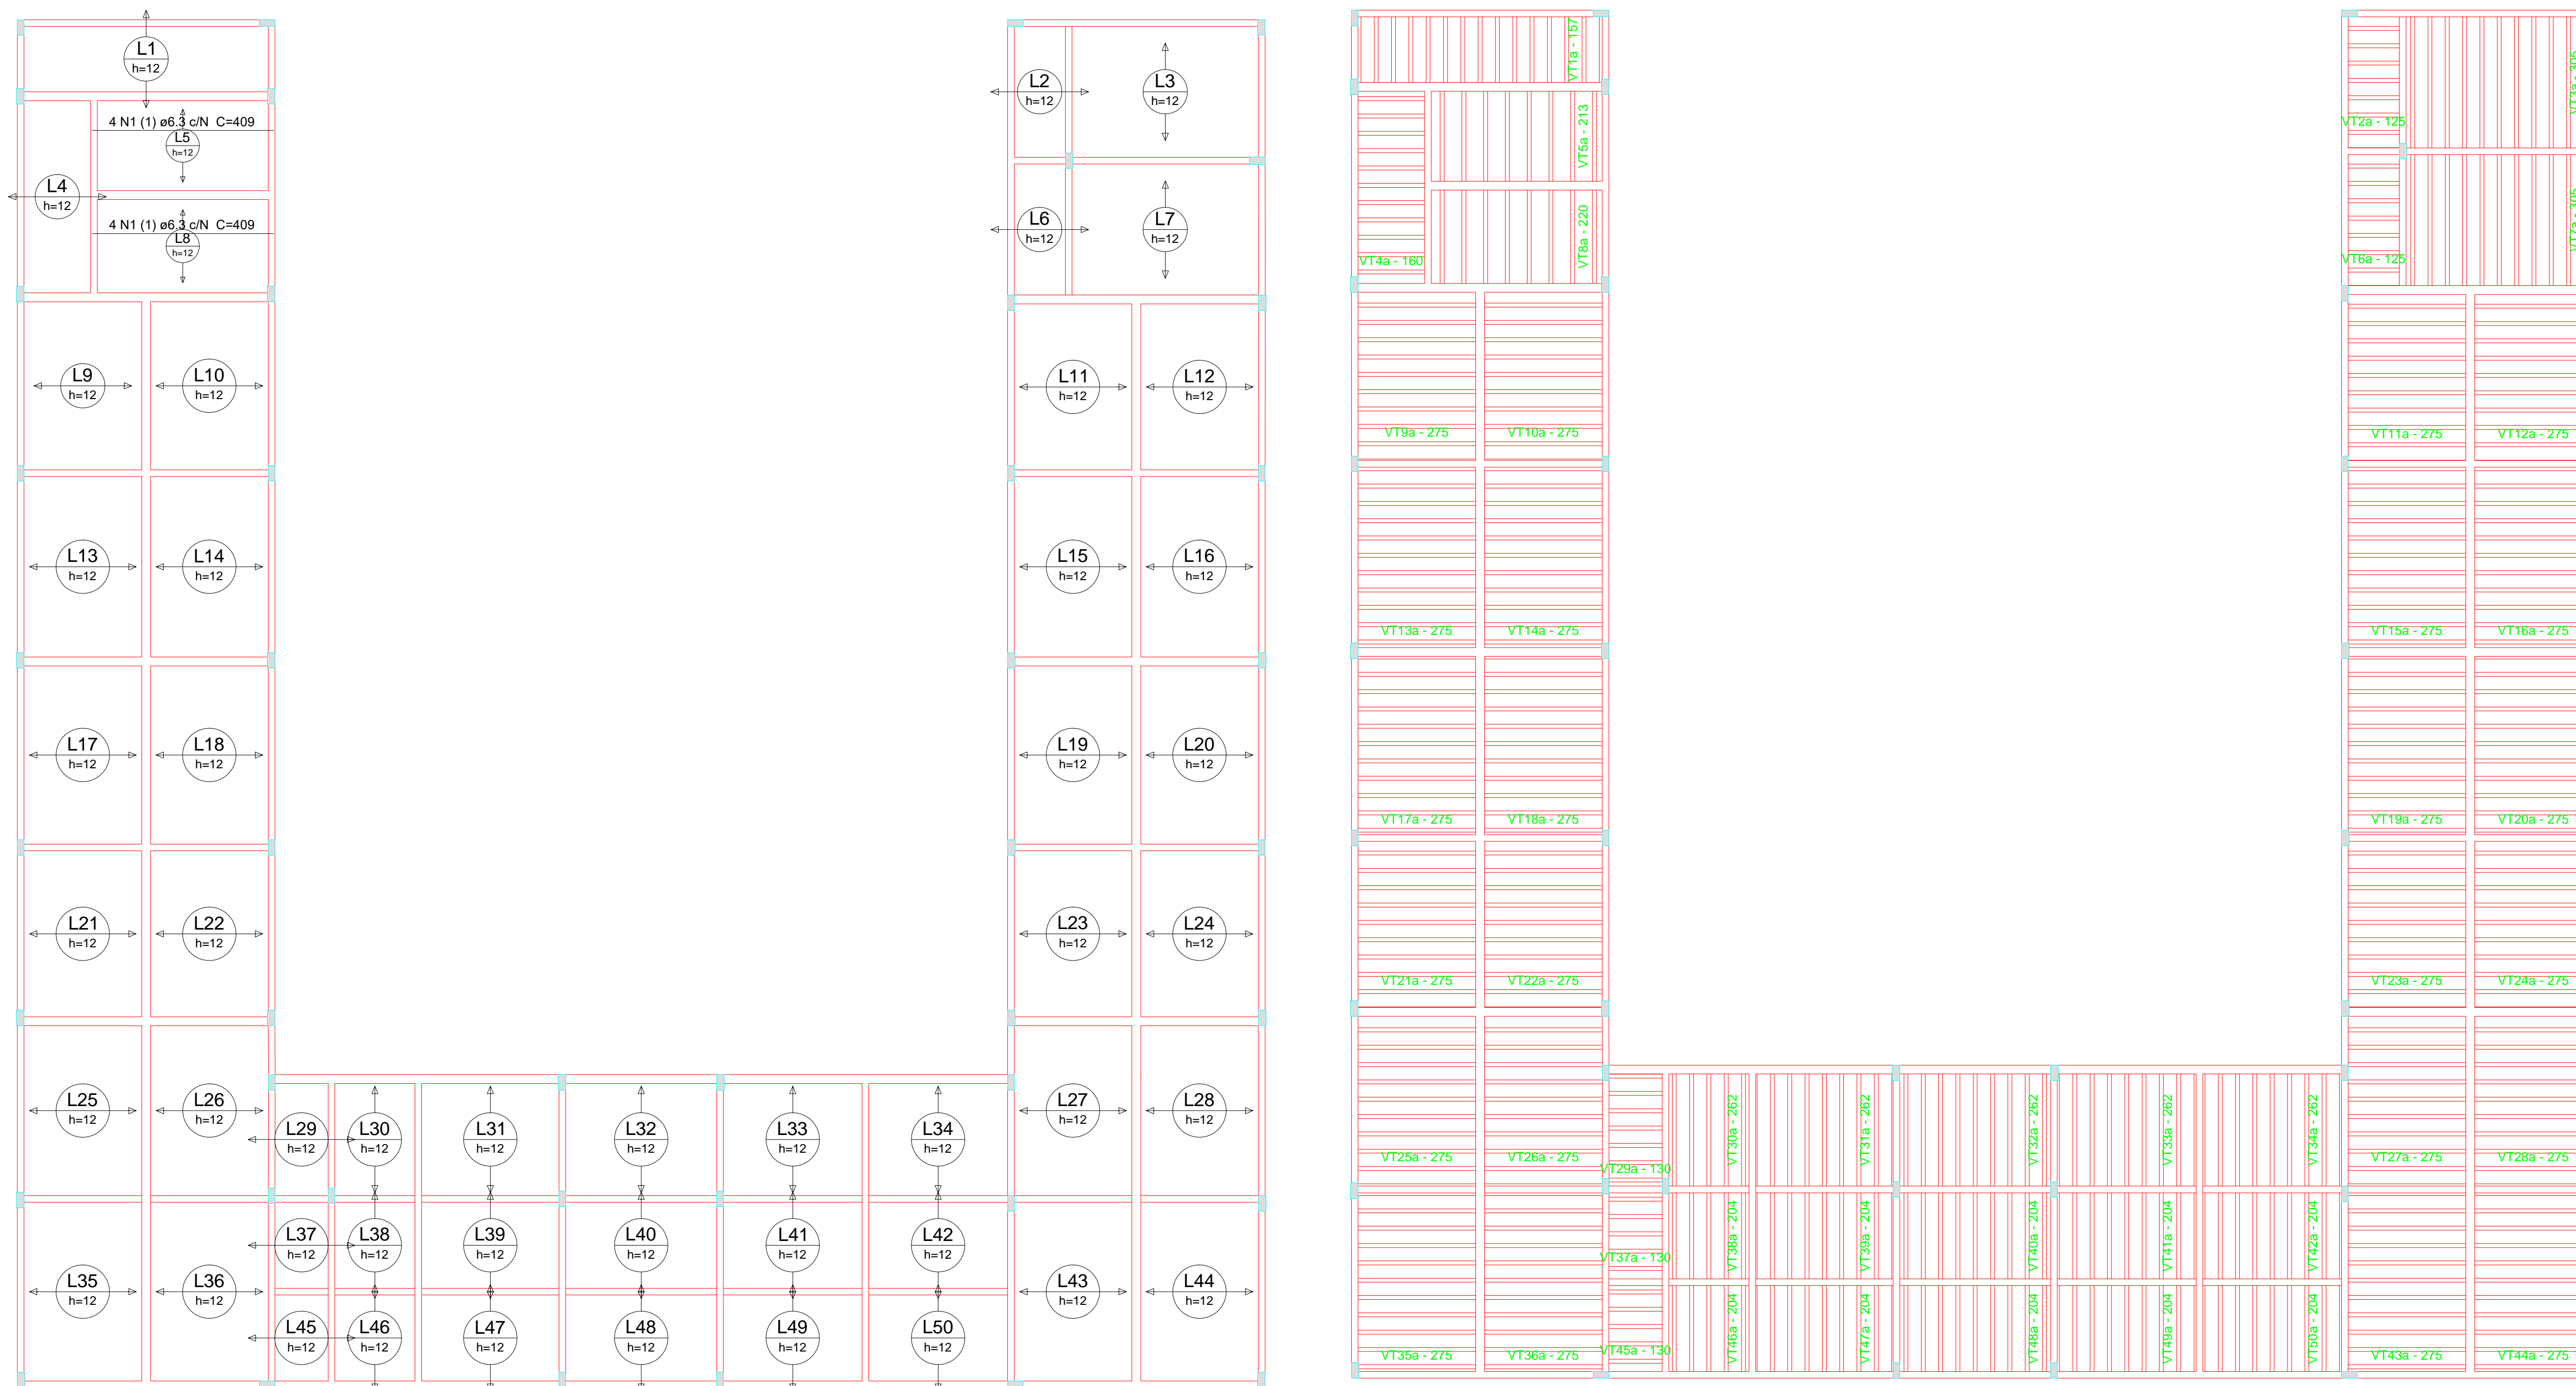 L1
h=12
L2
h=12
L3
h=12
4 N1 (1) ø6.3 c/N C=409
L5
h=12
L4
h=12
4 N1 (1) ø6.3 c/N C=409
L8
h=12
L6
h=12
L7
h=12
L9
h=12
L10
h=12
L11
h=12
L12
h=12
L13
h=12
L14
h=12
L15
h=12
L16
h=12
L17
h=12
L18
h=12
L19
h=12
L20
h=12
L21
h=12
L22
h=12
L23
h=12
L24
h=12
L25
h=12
L26
h=12
L27
h=12
L28
h=12
L29
h=12
L30
h=12
L31
h=12
L32
h=12
L33
h=12
L34
h=12
L37
h=12
L38
h=12
L39
h=12
L40
h=12
L41
h=12
L42
h=12
L35
h=12
L36
h=12
L43
h=12
L44
h=12
L45
h=12
L46
h=12
L47
h=12
L48
h=12
L49
h=12
L50
h=12
VT1a - 157
VT2a - 125
VT3a - 305
VT5a - 213
VT8a - 220
VT4a - 160
VT6a - 125
VT7a - 305
VT9a - 275
VT10a - 275
VT11a - 275
VT12a - 275
VT13a - 275
VT14a - 275
VT15a - 275
VT16a - 275
VT17a - 275
VT18a - 275
VT19a - 275
VT20a - 275
VT21a - 275
VT22a - 275
VT23a - 275
VT24a - 275
VT25a - 275
VT26a - 275
VT29a - 130
VT30a - 262
VT31a - 262
VT32a - 262
VT33a - 262
VT34a - 262
VT27a - 275
VT28a - 275
VT37a - 130
VT38a - 204
VT39a - 204
VT40a - 204
VT41a - 204
VT42a - 204
VT35a - 275
VT36a - 275
VT45a - 130
VT46a - 204
VT47a - 204
VT48a - 204
VT49a - 204
VT50a - 204
VT43a - 275
VT44a - 275